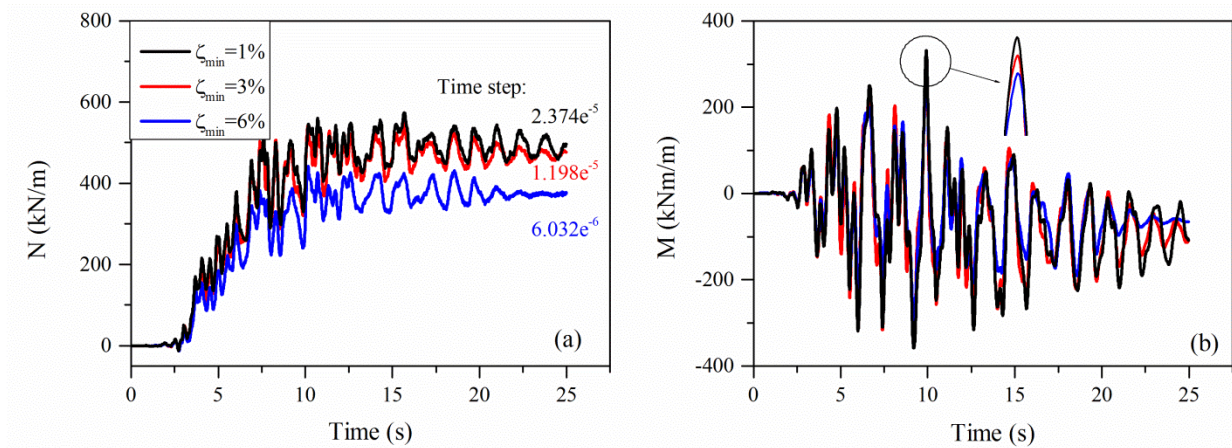 800
600
400
200
0
N (kN/m)
ζmin=1%
ζmin=3%
ζmin=6%
Time step:
2.374e-5
1.198e-5
6.032e-6
(a)
0
5
10
15
20
25
Time (s)
400
200
0
-200
-400
M (kNm/m)
(b)
0
5
10
15
20
25
Time (s)